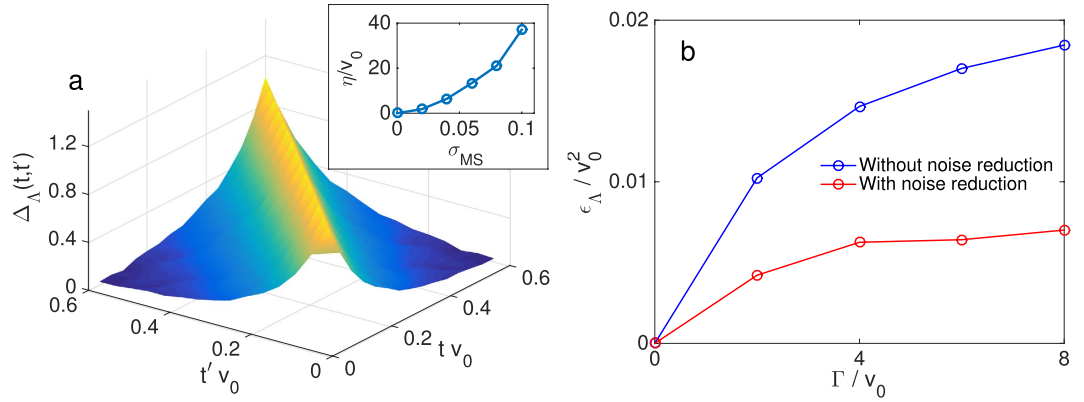 a
Δ_Λ(t,t′)
1.2
0.8
0.4
0
0.6
0.4
0.2
0
t′ v_0
0
0.2
0.4
0.6
t v_0
η/v_0
40
20
0
0
0.05
0.1
σ_MS
b
ϵ_Λ / v_0^2
0.02
0.01
0
0
4
8
Γ / v_0
Without noise reduction
With noise reduction